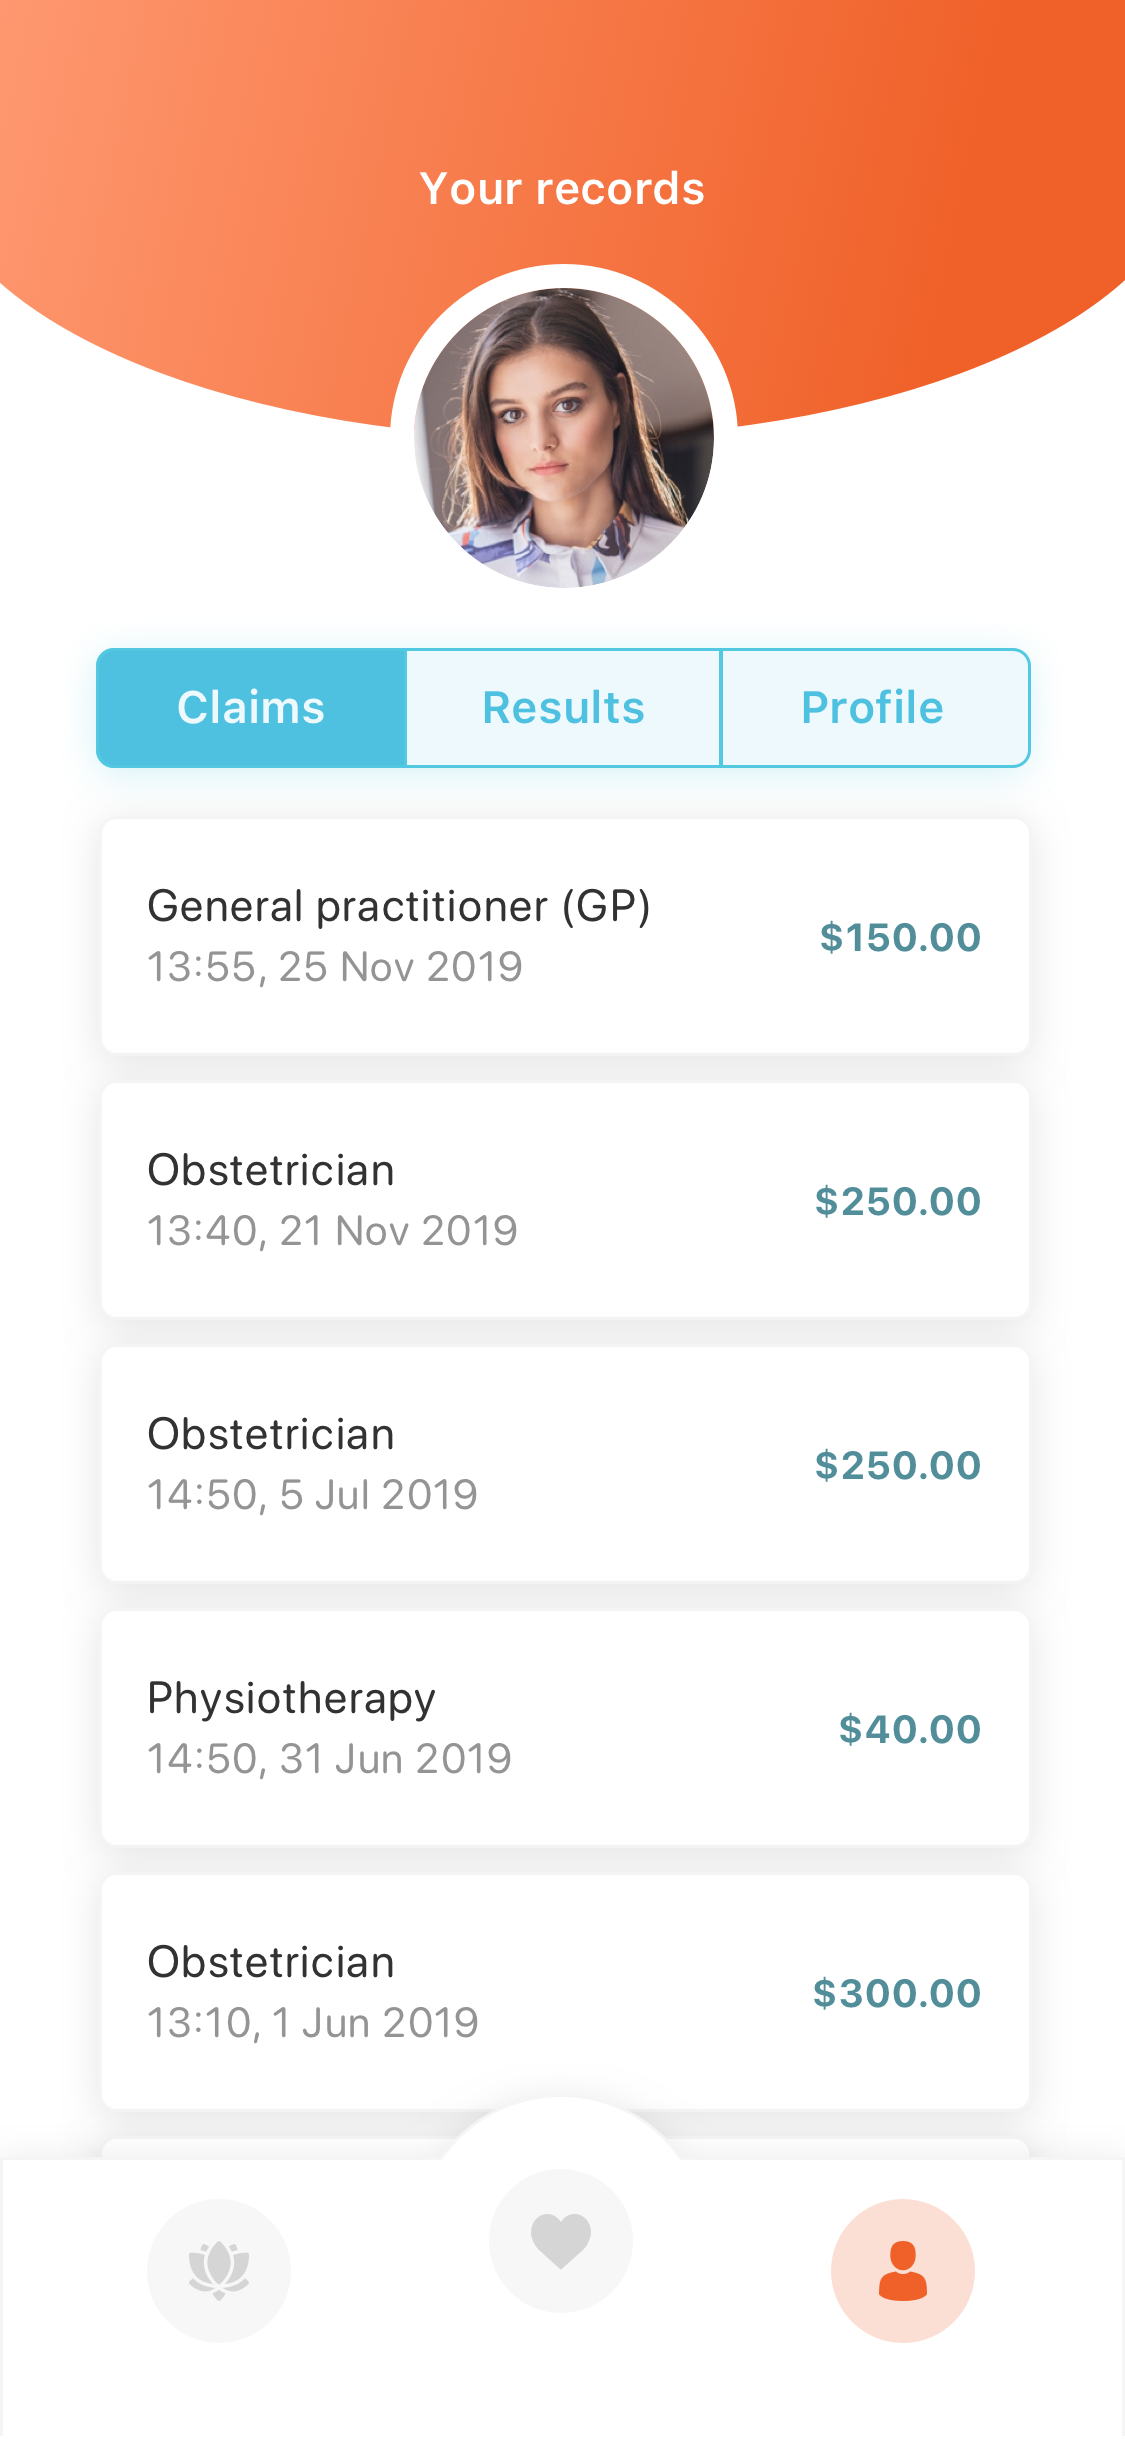 Your records
Claims
Results
Profile
General practitioner (GP)
13:55, 25 Nov 2019
$150.00
Obstetrician
13:40, 21 Nov 2019
$250.00
Obstetrician
14:50, 5 Jul 2019
$250.00
Physiotherapy
14:50, 31 Jun 2019
$40.00
Obstetrician
13:10, 1 Jun 2019
$300.00